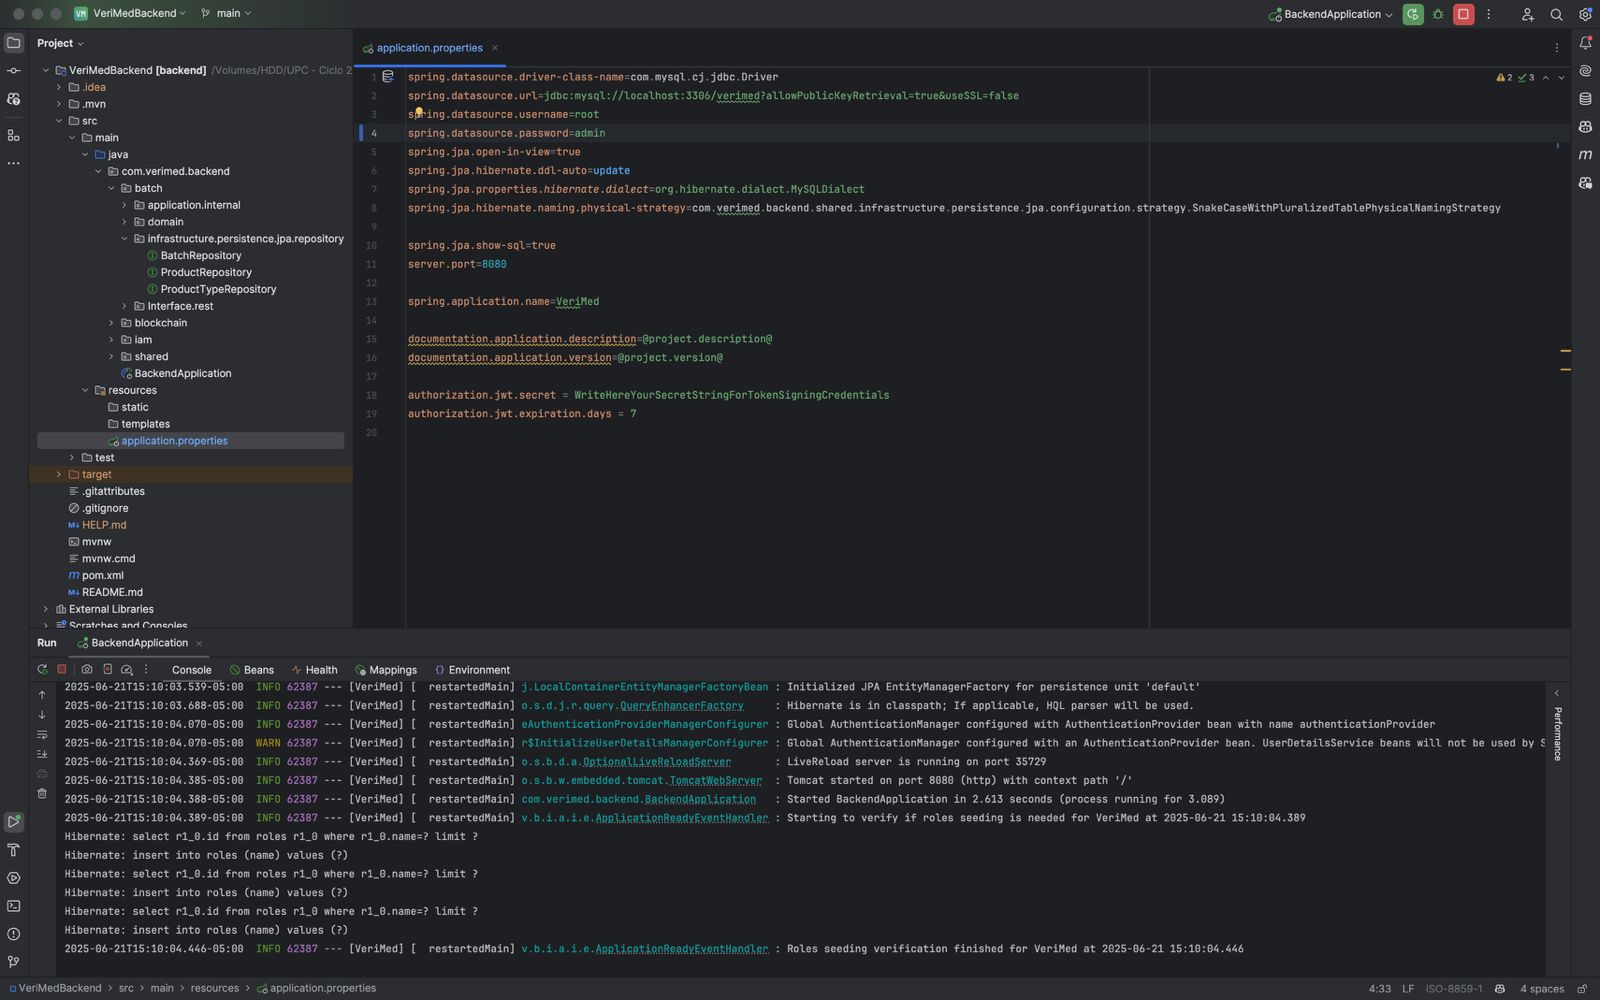 VM VeriMedBackend main
BackendApplication
Project
application.properties
VeriMedBackend [backend] /Volumes/HDD/UPC - Ciclo 2
.idea
.mvn
src
main
java
com.verimed.backend
batch
application.internal
domain
infrastructure.persistence.jpa.repository
BatchRepository
ProductRepository
ProductTypeRepository
Interface.rest
blockchain
iam
shared
BackendApplication
resources
static
templates
application.properties
test
target
.gitattributes
.gitignore
M↓ HELP.md
mvnw
mvnw.cmd
m pom.xml
M↓ README.md
External Libraries
Scratches and Consoles
1 spring.datasource.driver-class-name=com.mysql.cj.jdbc.Driver
2 3
2 spring.datasource.url=jdbc:mysql://localhost:3306/verimed?allowPublicKeyRetrieval=true&useSSL=false
3 spring.datasource.username=root
4 spring.datasource.password=admin
5 spring.jpa.open-in-view=true
6 spring.jpa.hibernate.ddl-auto=update
7 spring.jpa.properties.hibernate.dialect=org.hibernate.dialect.MySQLDialect
8 spring.jpa.hibernate.naming.physical-strategy=com.verimed.backend.shared.infrastructure.persistence.jpa.configuration.strategy.SnakeCaseWithPluralizedTablePhysicalNamingStrategy
9
10 spring.jpa.show-sql=true
11 server.port=8080
12
13 spring.application.name=VeriMed
14
15 documentation.application.description=@project.description@
16 documentation.application.version=@project.version@
17
18 authorization.jwt.secret = WriteHereYourSecretStringForTokenSigningCredentials
19 authorization.jwt.expiration.days = 7
20
m
Run BackendApplication
Console Beans Health Mappings Environment
2025-06-21T15:10:03.539-05:00 INFO 62387 --- [VeriMed] [ restartedMain] j.LocalContainerEntityManagerFactoryBean : Initialized JPA EntityManagerFactory for persistence unit 'default'
2025-06-21T15:10:03.688-05:00 INFO 62387 --- [VeriMed] [ restartedMain] o.s.d.j.r.query.QueryEnhancerFactory : Hibernate is in classpath; If applicable, HQL parser will be used.
2025-06-21T15:10:04.070-05:00 INFO 62387 --- [VeriMed] [ restartedMain] eAuthenticationProviderManagerConfigurer : Global AuthenticationManager configured with AuthenticationProvider bean with name authenticationProvider
2025-06-21T15:10:04.070-05:00 WARN 62387 --- [VeriMed] [ restartedMain] r$InitializeUserDetailsManagerConfigurer : Global AuthenticationManager configured with an AuthenticationProvider bean. UserDetailsService beans will not be used by S
2025-06-21T15:10:04.369-05:00 INFO 62387 --- [VeriMed] [ restartedMain] o.s.b.d.a.OptionalLiveReloadServer : LiveReload server is running on port 35729
2025-06-21T15:10:04.385-05:00 INFO 62387 --- [VeriMed] [ restartedMain] o.s.b.w.embedded.tomcat.TomcatWebServer : Tomcat started on port 8080 (http) with context path '/'
2025-06-21T15:10:04.388-05:00 INFO 62387 --- [VeriMed] [ restartedMain] com.verimed.backend.BackendApplication : Started BackendApplication in 2.613 seconds (process running for 3.089)
2025-06-21T15:10:04.389-05:00 INFO 62387 --- [VeriMed] [ restartedMain] v.b.i.a.i.e.ApplicationReadyEventHandler : Starting to verify if roles seeding is needed for VeriMed at 2025-06-21 15:10:04.389
Hibernate: select r1_0.id from roles r1_0 where r1_0.name=? limit ?
Hibernate: insert into roles (name) values (?)
Hibernate: select r1_0.id from roles r1_0 where r1_0.name=? limit ?
Hibernate: insert into roles (name) values (?)
Hibernate: select r1_0.id from roles r1_0 where r1_0.name=? limit ?
Hibernate: insert into roles (name) values (?)
2025-06-21T15:10:04.446-05:00 INFO 62387 --- [VeriMed] [ restartedMain] v.b.i.a.i.e.ApplicationReadyEventHandler : Roles seeding verification finished for VeriMed at 2025-06-21 15:10:04.446
Performance
VeriMedBackend > src > main > resources > application.properties
4:33 LF ISO-8859-1 4 spaces